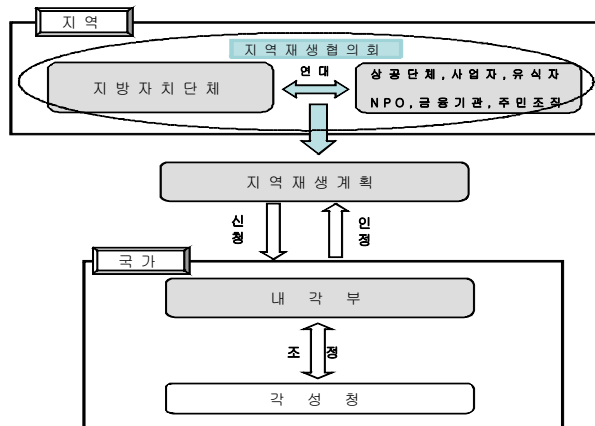 지역
지역재생협의회
지방자치단체
연대
상공단체,사업자,유식자
NPO,금융기관,주민조직
지역재생계획
신청
인정
국가
내각부
조정
각성청